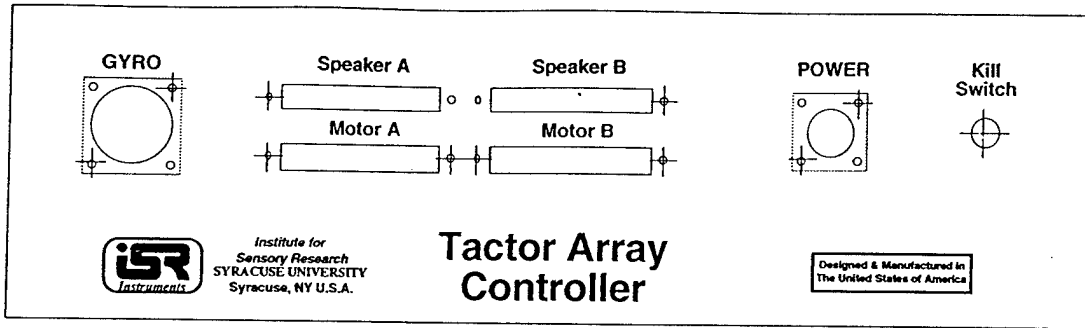 GYRO
Speaker A
Speaker B
POWER
Kill
Switch
Motor A
Motor B
iSR
Instruments
Institute for
Sensory Research
SYRACUSE UNIVERSITY
Syracuse, NY U.S.A.
Tactor Array
Controller
Designed & Manufactured in
The United States of America